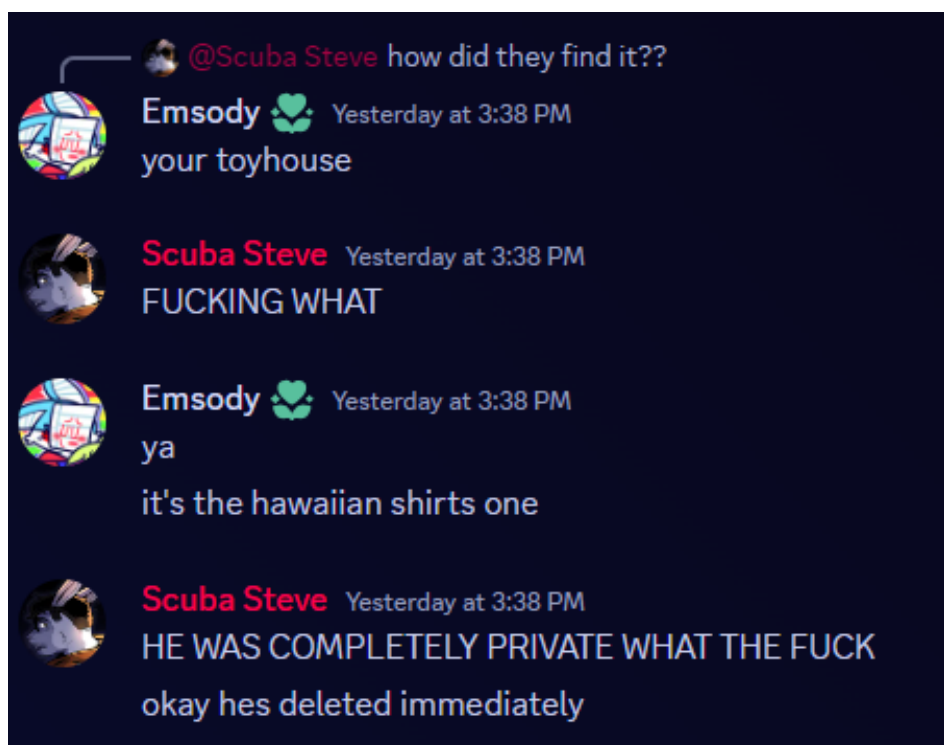 @Scuba Steve how did they find it??
Emsody Yesterday at 3:38 PM
your toyhouse
Scuba Steve Yesterday at 3:38 PM
FUCKING WHAT
Emsody Yesterday at 3:38 PM
ya
it's the hawaiian shirts one
Scuba Steve Yesterday at 3:38 PM
HE WAS COMPLETELY PRIVATE WHAT THE FUCK
okay hes deleted immediately